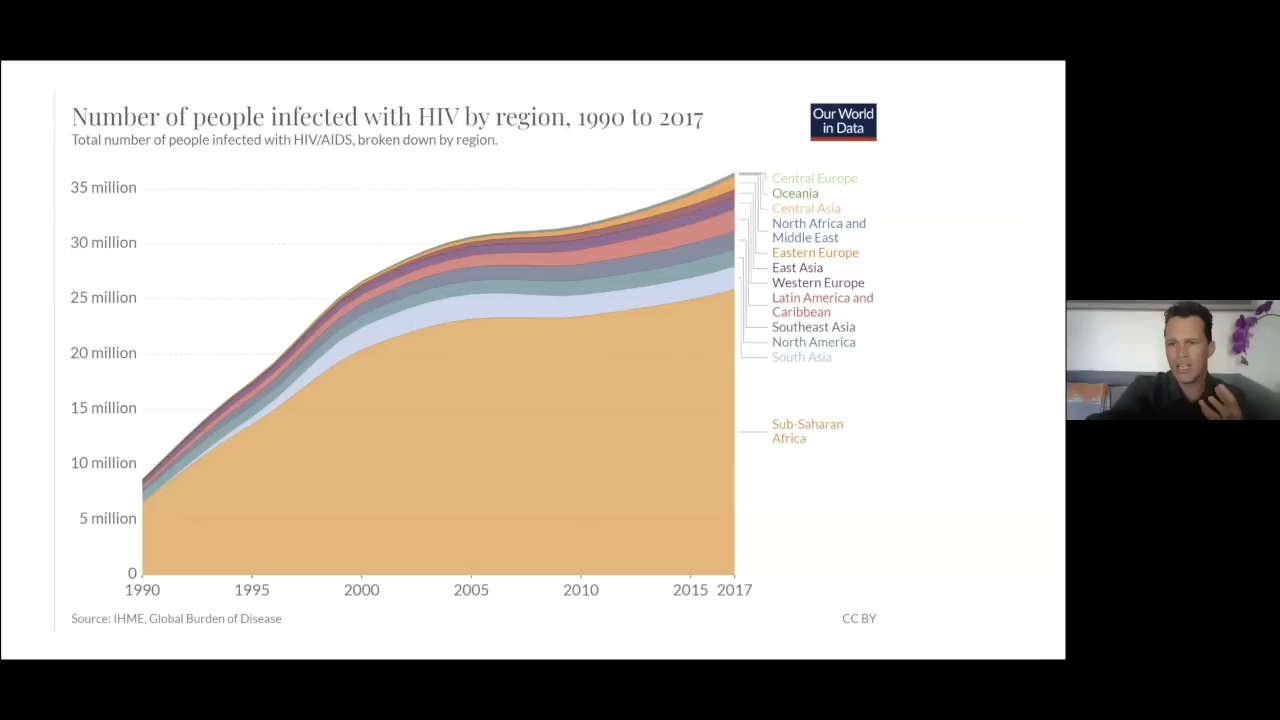 Number of people infected with HIV by region, 1990 to 2017
Total number of people infected with HIV/AIDS, broken down by region.
Our World
in Data
35 million
30 million
25 million
20 million
15 million
10 million
5 million
0
1990
1995
2000
2005
2010
2015
2017
Central Europe
Oceania
Central Asia
North Africa and
Middle East
Eastern Europe
East Asia
Western Europe
Latin America and
Caribbean
Southeast Asia
North America
South Asia
Sub-Saharan
Africa
Source: IHME, Global Burden of Disease
CC BY